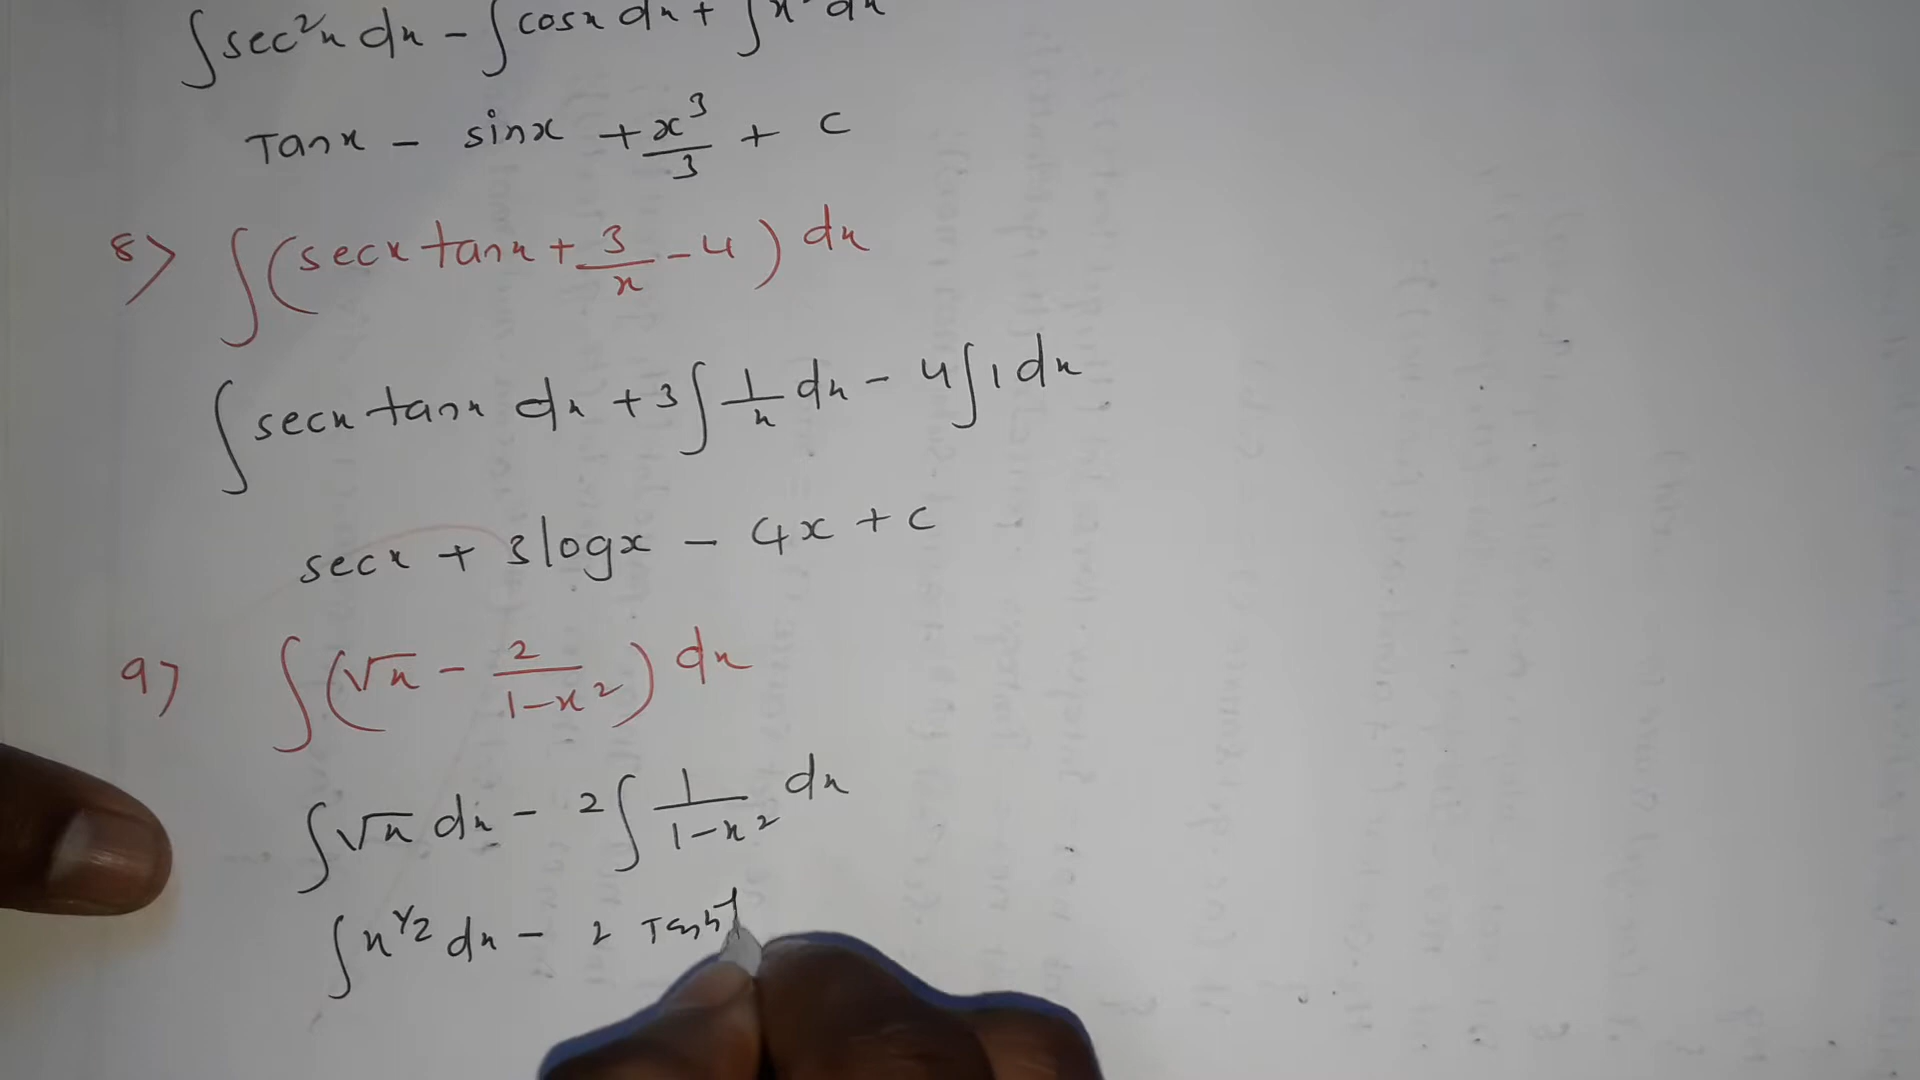 ∫sec²x dx - ∫cosx dx + ∫x² dx
Tanx - sinx + x³/3 + c
8) ∫(secx tanx + 3/x - 4) dx
∫secx tanx dx + 3∫1/x dx - 4∫1 dx
secx + 3logx - 4x + c
9) ∫(√x - 2/1-x²) dx
∫√x dx - 2∫1/1-x² dx
∫x^1/2 dx - 2 Tanh⁻¹